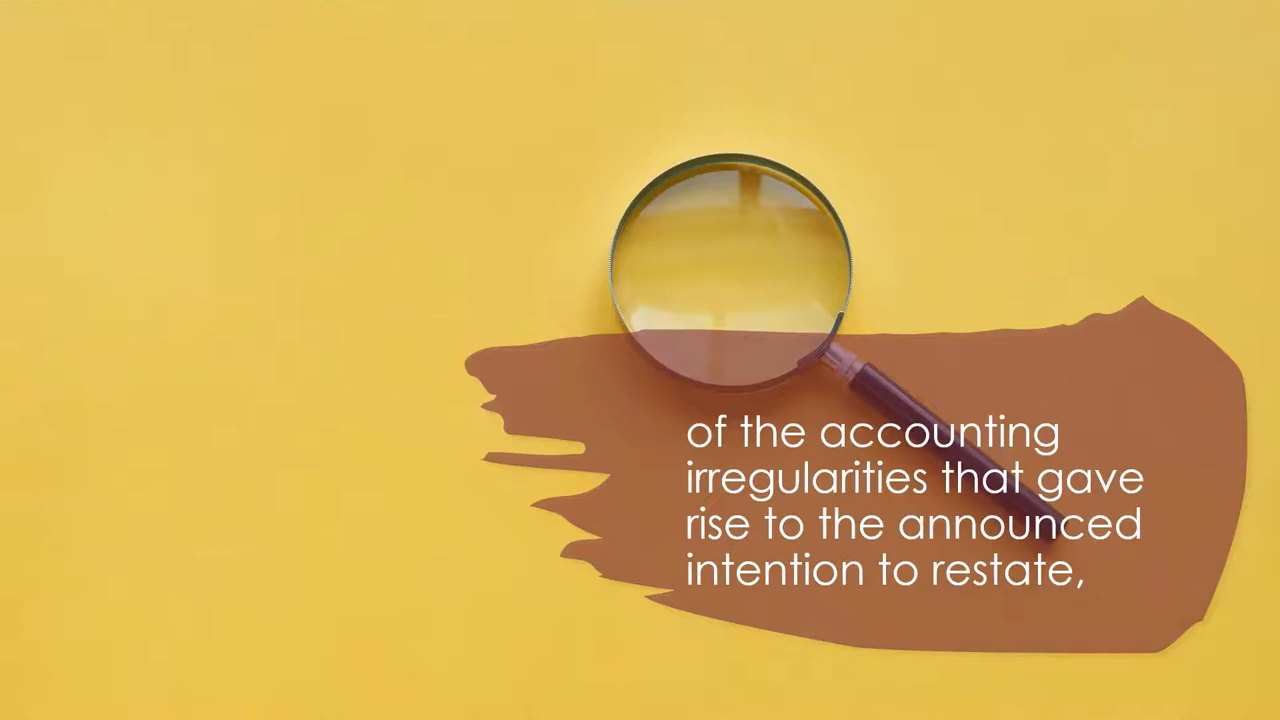 of the accounting
irregularities that gave
rise to the announced
intention to restate,